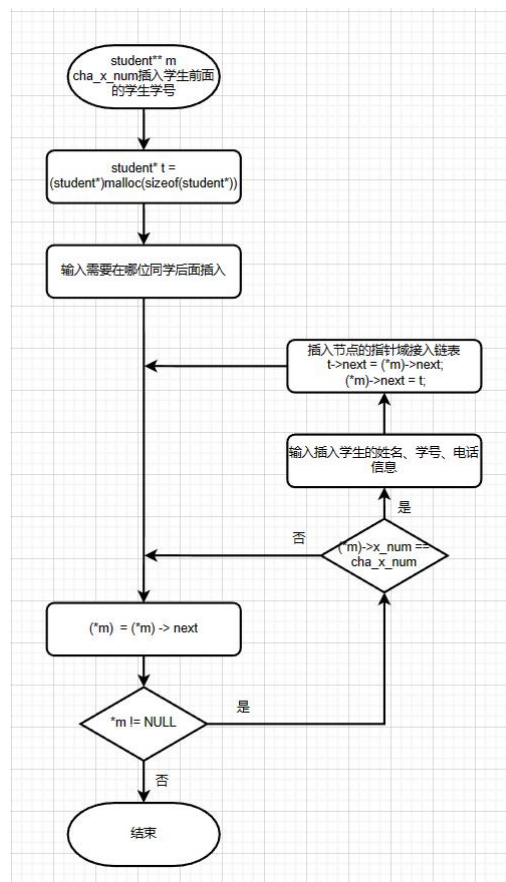 student** m
cha_x_num插入学生前面
的学生学号
student* t =
(student*)malloc(sizeof(student*))
输入需要在哪位同学后面插入
插入节点的指针域接入链表
t->next = (*m)->next;
(*m)->next = t;
输入插入学生的姓名、学号、电话
信息
是
否
(*m)->x_num ==
cha_x_num
(*m) = (*m) -> next
是
*m != NULL
否
结束